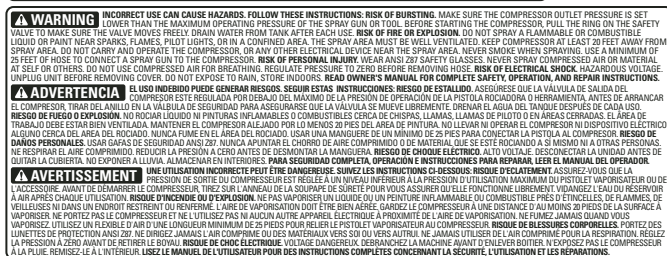 WARNING INCORRECT USE CAN CAUSE HAZARDS. FOLLOW THESE INSTRUCTIONS: RISK OF BURSTING. MAKE SURE THE COMPRESSOR OUTLET PRESSURE IS SET
LOWER THAN THE MAXIMUM OPERATING PRESSURE OF THE SPRAY GUN OR TOOL. BEFORE STARTING THE COMPRESSOR, PULL THE RING ON THE SAFETY
VALVE TO MAKE SURE THE VALVE MOVES FREELY. DRAIN WATER FROM TANK AFTER EACH USE. RISK OF FIRE OR EXPLOSION. DO NOT SPRAY A FLAMMABLE OR COMBUSTIBLE
LIQUID OR PAINT NEAR SPARKS, FLAMES, PILOT LIGHTS, OR IN A CONFINED AREA. THE SPRAY AREA MUST BE WELL VENTILATED. KEEP COMPRESSOR AT LEAST 20 FEET AWAY FROM
SPRAY AREA. DO NOT CARRY AND OPERATE THE COMPRESSOR, OR ANY OTHER ELECTRICAL DEVICE NEAR THE SPRAY AREA. NEVER SMOKE WHEN SPRAYING. USE A MINIMUM OF
25 FEET OF HOSE TO CONNECT A SPRAY GUN TO THE COMPRESSOR. RISK OF PERSONAL INJURY. WEAR ANSI Z87 SAFETY GLASSES. NEVER SPRAY COMPRESSED AIR OR MATERIAL
AT SELF OR OTHERS. DO NOT USE COMPRESSED AIR FOR BREATHING. REGULATE PRESSURE TO ZERO BEFORE REMOVING HOSE. RISK OF ELECTRICAL SHOCK. HAZARDOUS VOLTAGE.
UNPLUG UNIT BEFORE REMOVING COVER. DO NOT EXPOSE TO RAIN, STORE INDOORS. READ OWNER'S MANUAL FOR COMPLETE SAFETY, OPERATION, AND REPAIR INSTRUCTIONS.
ADVERTENCIA EL USO INDEBIDO PUEDE GENERAR RIESGOS. SEGUIR ESTAS INSTRUCCIONES: RIESGO DE ESTALLIDO. ASEGÚRESE QUE LA VÁLVULA DE SALIDA DEL
COMPRESOR ESTE REGULADA POR DEBAJO DEL MÁXIMO DE LA PRESIÓN DE OPERACIÓN DE LA PISTOLA ROCIADORA O HERRAMIENTA, ANTES DE ARRANCAR
EL COMPRESOR, TIRAR DEL ANILLO EN LA VÁLVULA DE SEGURIDAD PARA ASEGURARSE QUE LA VÁLVULA SE MUEVE LIBREMENTE. DRENAR EL AGUA DEL TANQUE DESPUÉS DE CADA USO.
RIESGO DE FUEGO O EXPLOSIÓN. NO ROCIAR LÍQUIDO NI PINTURAS INFLAMABLES O COMBUSTIBLES CERCA DE CHISPAS, LLAMAS, LLAMAS DE PILOTO O EN ÁREAS CERRADAS. EL ÁREA DE
TRABAJO DEBE ESTAR BIEN VENTILADA. MANTENER EL COMPRESOR ALEJADO POR LO MENOS 20 PIES DEL ÁREA DE PINTURA. NO LLEVAR NI OPERAR EL COMPRESOR NI DISPOSITIVO ELÉCTRICO
ALGUNO CERCA DEL ÁREA DEL ROCIADO. NUNCA FUME EN EL ÁREA DEL ROCIADO. USAR UNA MANGUERE DE UN MÍNIMO DE 25 PIES PARA CONECTAR LA PISTOLA AL COMPRESOR. RIESGO DE
DAÑOS PERSONALES. USAR GAFAS DE SEGURIDAD ANSI Z87. NUNCA APUNTAR EL CHORRO DE AIRE COMPRIMIDO O DE MATERIAL QUE SE ESTÉ ROCIANDO A SÍ MISMO NI A OTRAS PERSONAS.
NE RESPIRAR EL AIRE COMPRIMIDO. REDUCIR LA PRESIÓN A CERO ANTES DE DESMONTAR LA MANGUERA. RIESGO DE CHOQUE ELÉCTRICO. ALTO VOLTAJE. DESCONECTAR LA UNIDAD ANTES DE
QUITAR LA CUBIERTA. NO EXPONER A LLUVIA. ALMACENAR EN INTERIORES. PARA SEGURIDAD COMPLETA, OPERACIÓN E INSTRUCCIONES PARA REPARAR, LEER EL MANUAL DEL OPERADOR.
AVERTISSEMENT UNE UTILISATION INCORRECTE PEUT ÊTRE DANGEREUSE. SUIVEZ LES INSTRUCTIONS CI-DESSOUS: RISQUE D'ECLATEMENT. ASSUREZ-VOUS QUE LA
PRESSION DE SORTIE DU COMPRESSEUR EST RÉGLÉE À UN NIVEAU INFÉRIEUR À LA PRESSION D'UTILISATION MAXIMUM DU PISTOLET VAPORISATEUR OU DE
L'ACCESSOIRE. AVANT DE DÉMARRER LE COMPRESSEUR, TIREZ SUR L'ANNEAU DE LA SOUPAPE DE SÛRETÉ POUR VOUS ASSURER QU'ELLE FONCTIONNE LIBREMENT. VIDANGEZ L'EAU DU RÉSERVOIR
À AIR APRÈS CHAQUE UTILISATION. RISQUE D'INCENDIE OU D'EXPLOSION. NE PAS VAPORISER UN LIQUIDE OU UN PEINTURE INFLAMMABLE OU COMBUSTIBLE PRÈS D'ÉTINCELLES, DE FLAMMES, DE
VEILLEUSES NI DANS UN ENDROIT RESTREINT OU RENFERMÉ. L'AIRE DE VAPORISATION DOIT ÊTRE BIEN AÉRÉE. GARDEZ LE COMPRESSEUR À UNE DISTANCE D'AU MOINS 20 PIEDS DE LA SURFACE À
VAPORISER. NE PORTEZ PAS LE COMPRESSEUR ET NE L'UTILISEZ PAS NI AUCUN AUTRE APPAREIL ÉLECTRIQUE À PROXIMITÉ DE L'AIRE DE VAPORISATION. NE FUMEZ JAMAIS QUAND VOUS
VAPORISEZ. UTILISEZ UN FLEXIBLE D'AIR D'UNE LONGUEUR MINIMUM DE 25 PIEDS POUR RELIER LE PISTOLET VAPORISATEUR AU COMPRESSEUR. RISQUE DE BLESSURES CORPORELLES. PORTEZ DES
LUNETTES DE PROTECTION ANSI Z87. NE DIRIGEZ JAMAIS L'AIR COMPRIME OU DES MATÉRIAUX VERS SOI OU VERS AUTRUI. NE JAMAIS UTILISER DE L'AIR COMPRIMÉ POUR LA RESPIRATION. RÉGLEZ
LA PRESSION À ZÉRO AVANT DE RETIRER LE BOYAU. RISQUE DE CHOC ÉLECTRIQUE. VOLTAGE DANGEREUX. DEBRANCHEZ LA MACHINE AVANT D'ENLEVER BOITIER. N'EXPOSEZ PAS LE COMPRESSEUR
À LA PLUIE. REMISEZ-LE À L'INTÉRIEUR. LISEZ LE MANUEL DE L'UTILISATEUR POUR DES INSTRUCTIONS COMPLÈTES CONCERNANT LA SÉCURITÉ, L'UTILISATION ET LES RÉPARATIONS.